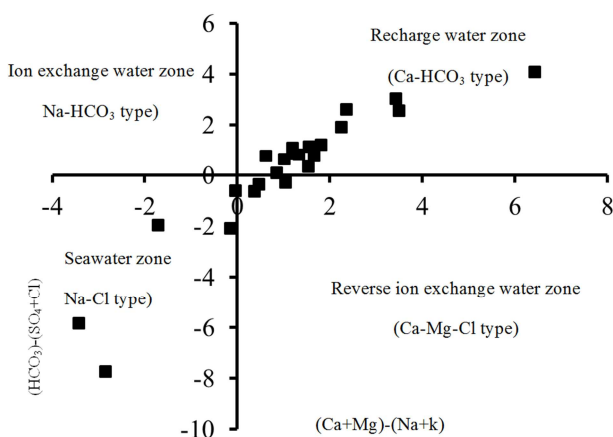 6
Recharge water zone
(Ca-HCO₃ type)
Ion exchange water zone
Na-HCO₃ type)
4
2
0
-4
-2
0
2
4
6
8
-2
Seawater zone
Na-Cl type)
-4
Reverse ion exchange water zone
(Ca-Mg-Cl type)
-6
-8
-10
(HCO₃)-(SO₄+Cl)
(Ca+Mg)-(Na+k)